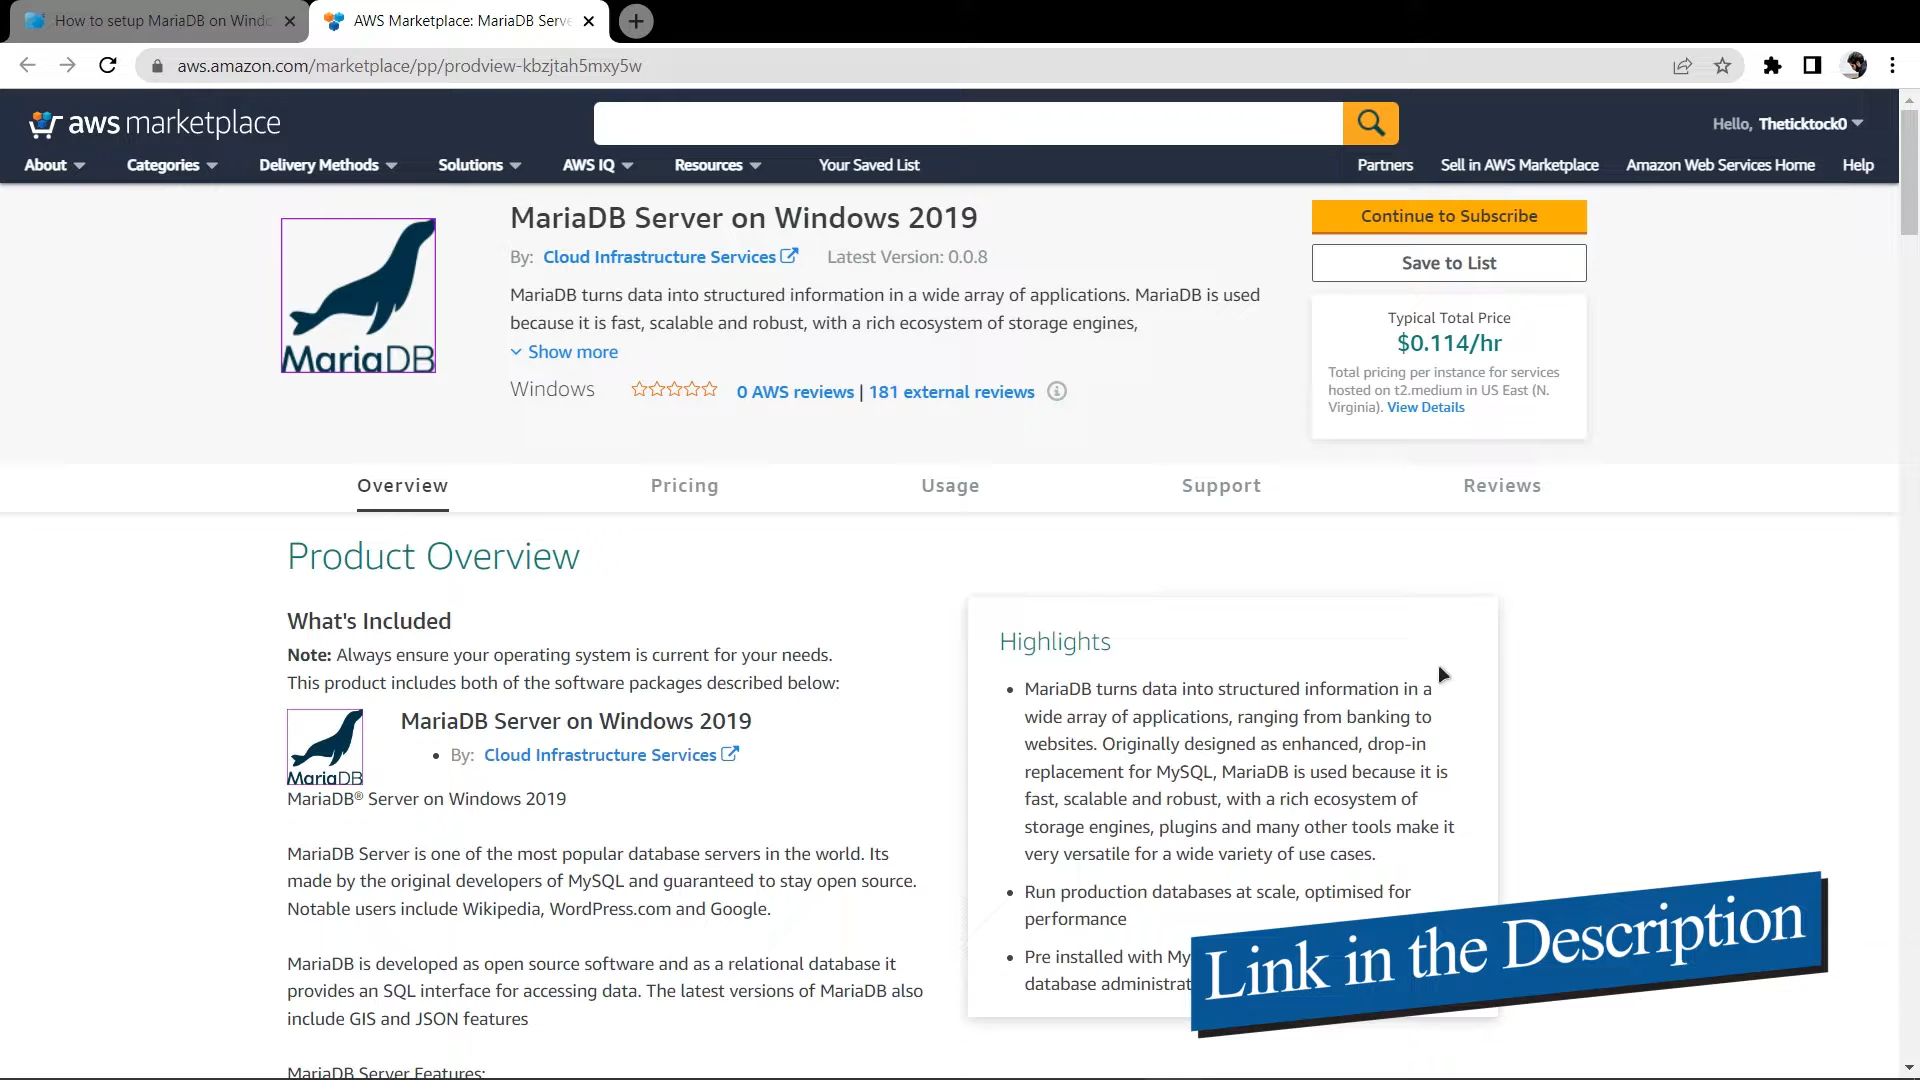 How to setup MariaDB on Windo
AWS Marketplace: MariaDB Serve
aws.amazon.com/marketplace/pp/prodview-kbzjtah5mxy5w
aws marketplace
Hello, Theticktock0
About
Categories
Delivery Methods
Solutions
AWS IQ
Resources
Your Saved List
Partners
Sell in AWS Marketplace
Amazon Web Services Home
Help
MariaDB
MariaDB Server on Windows 2019
By: Cloud Infrastructure Services Latest Version: 0.0.8
MariaDB turns data into structured information in a wide array of applications. MariaDB is used
because it is fast, scalable and robust, with a rich ecosystem of storage engines,
Show more
Windows
0 AWS reviews | 181 external reviews
Continue to Subscribe
Save to List
Typical Total Price
$0.114/hr
Total pricing per instance for services
hosted on t2.medium in US East (N.
Virginia). View Details
Overview
Pricing
Usage
Support
Reviews
Product Overview
What's Included
Note: Always ensure your operating system is current for your needs.
This product includes both of the software packages described below:
MariaDB
MariaDB Server on Windows 2019
• By: Cloud Infrastructure Services
MariaDB® Server on Windows 2019
MariaDB Server is one of the most popular database servers in the world. Its
made by the original developers of MySQL and guaranteed to stay open source.
Notable users include Wikipedia, WordPress.com and Google.
MariaDB is developed as open source software and as a relational database it
provides an SQL interface for accessing data. The latest versions of MariaDB also
include GIS and JSON features
MariaDB Server Features:
Highlights
• MariaDB turns data into structured information in a
wide array of applications, ranging from banking to
websites. Originally designed as enhanced, drop-in
replacement for MySQL, MariaDB is used because it is
fast, scalable and robust, with a rich ecosystem of
storage engines, plugins and many other tools make it
very versatile for a wide variety of use cases.
• Run production databases at scale, optimised for
performance
• Pre installed with My
database administrat
Link in the Description